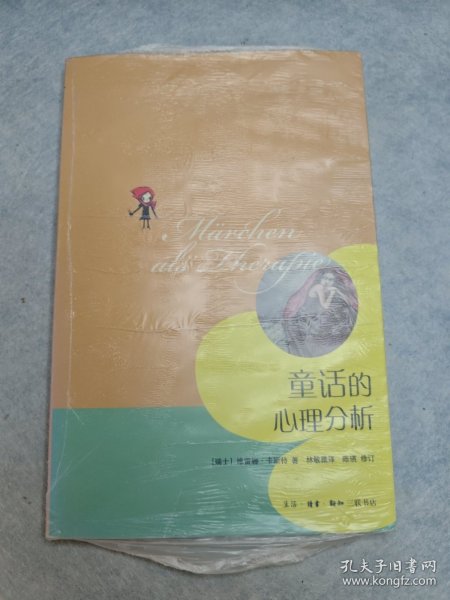 Märchen
als Therapie
童话的
心理分析
[瑞士] 维雷娜·卡斯特 著 林敏雅译 陈瑛 修订
生活·读书·新知 三联书店
孔夫子旧书网
www.kongfz.com